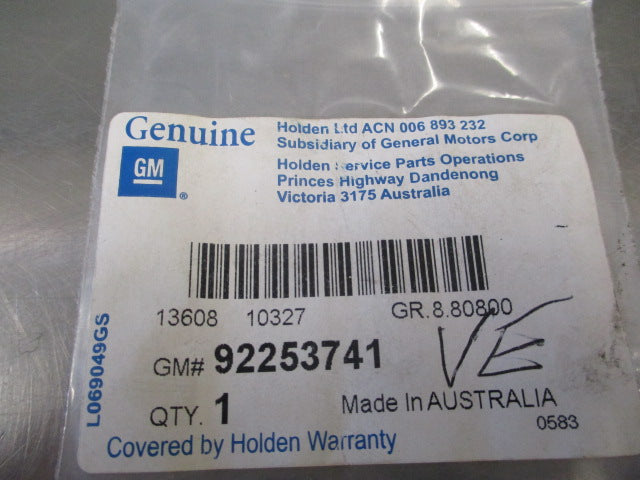 Genuine
GM
®
Holden Ltd ACN 006 893 232
Subsidiary of General Motors Corp
Holden Service Parts Operations
Princes Highway Dandenong
Victoria 3175 Australia
13608 10327 GR.8.80800
GM# 92253741
VE
QTY. 1 Made In AUSTRALIA
0583
Covered by Holden Warranty
L069049GS